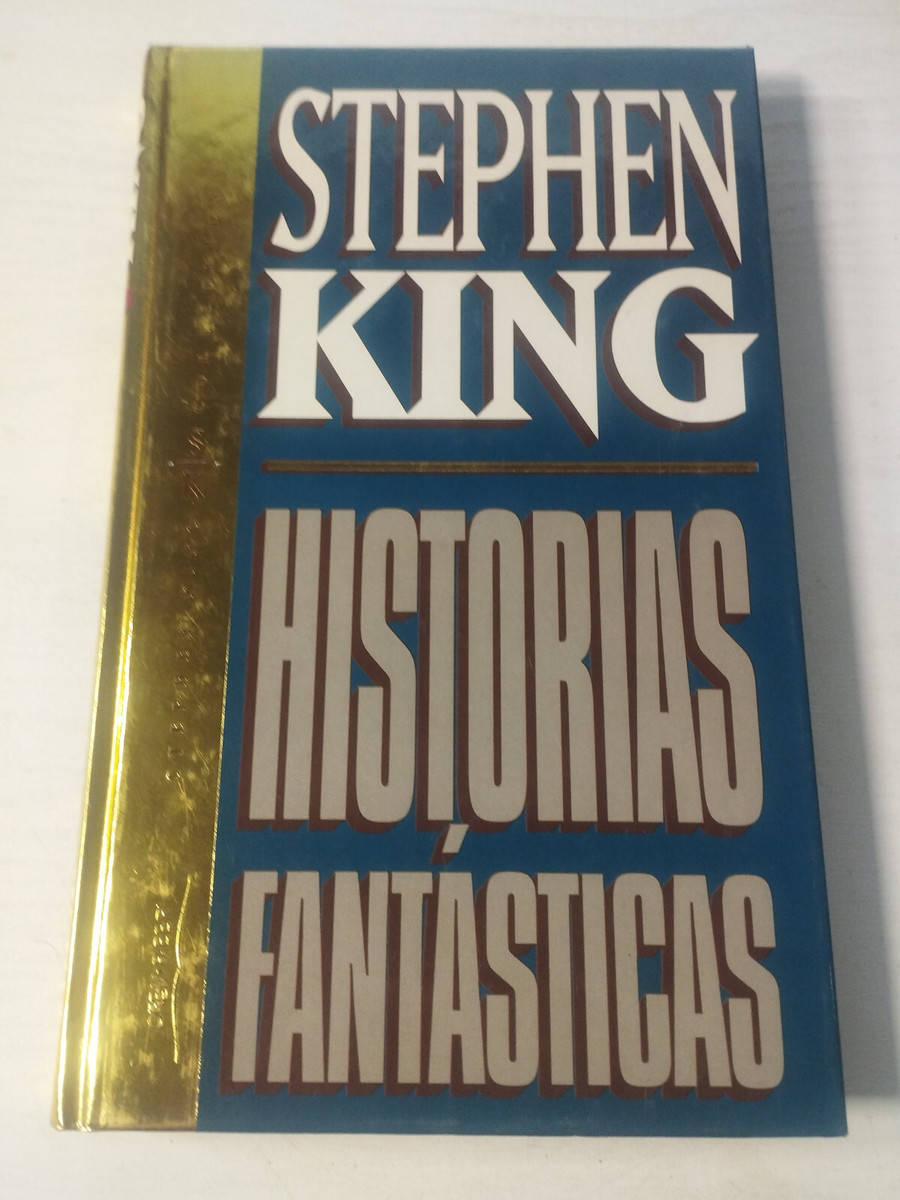 STEPHEN
KING
HISTORIAS
FANTÁSTICAS